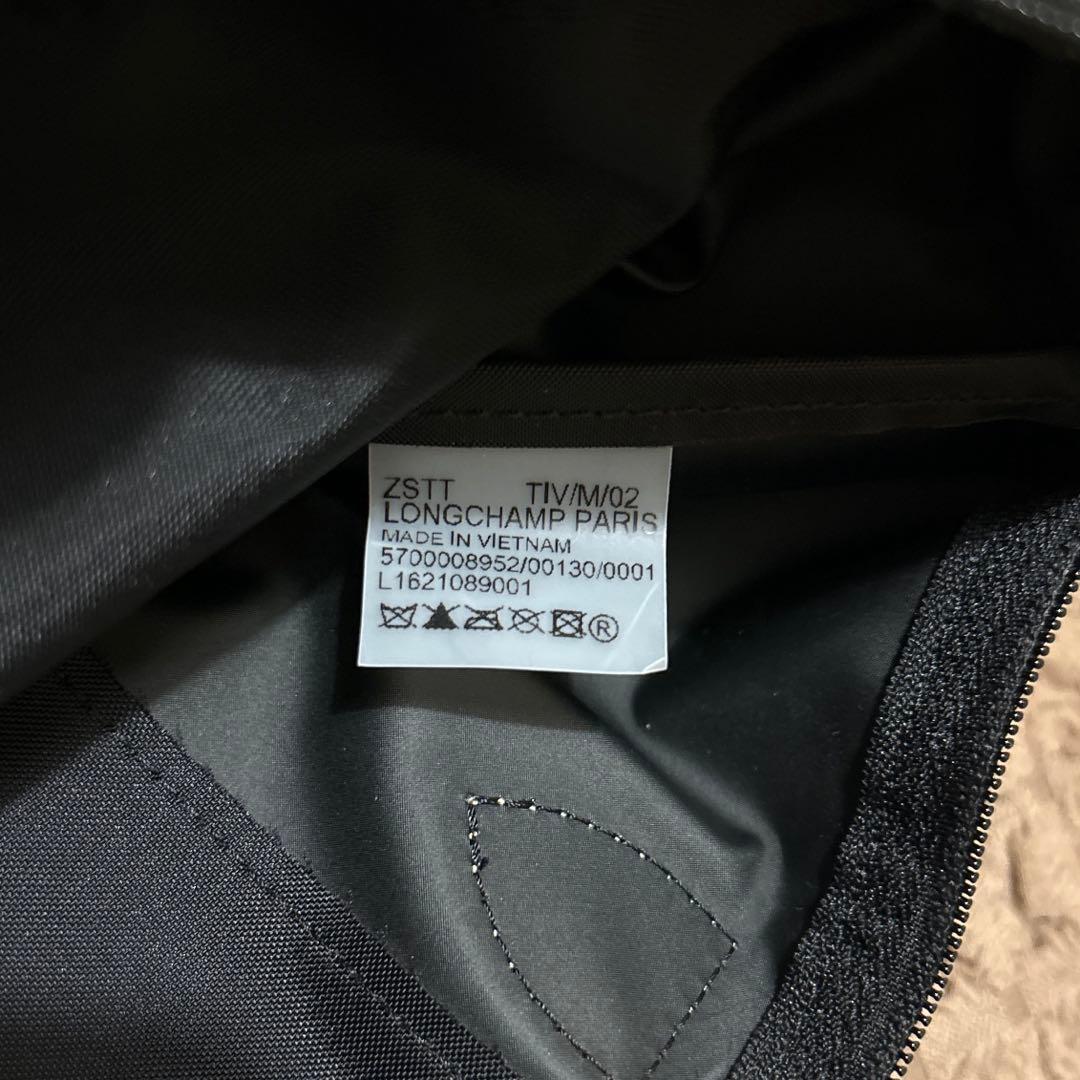 ZSTT TIV/M/02
LONGCHAMP PARIS
MADE IN VIETNAM
5700008952/00130/0001
L1621089001
®